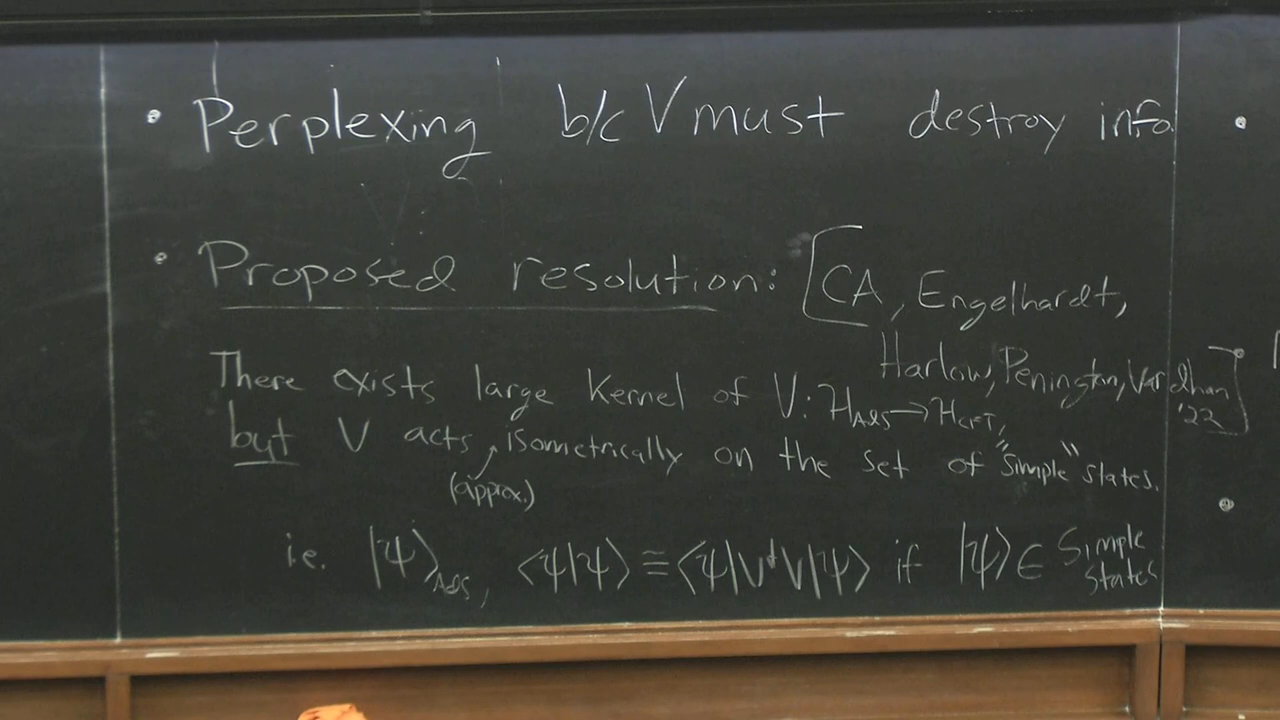 • Perplexing b/c V must destroy info.
• Proposed resolution: [CA, Engelhardt,
Harlow, Penington, Vardhan '22]
There exists large kernel of V: H_AdS → H_CFT,
but V acts isometrically on the set of "simple" states.
(approx.)
i.e. |ψ⟩_AdS, ⟨ψ|ψ⟩ ≅ ⟨ψ|V†V|ψ⟩ if |ψ⟩ ∈ Simple states